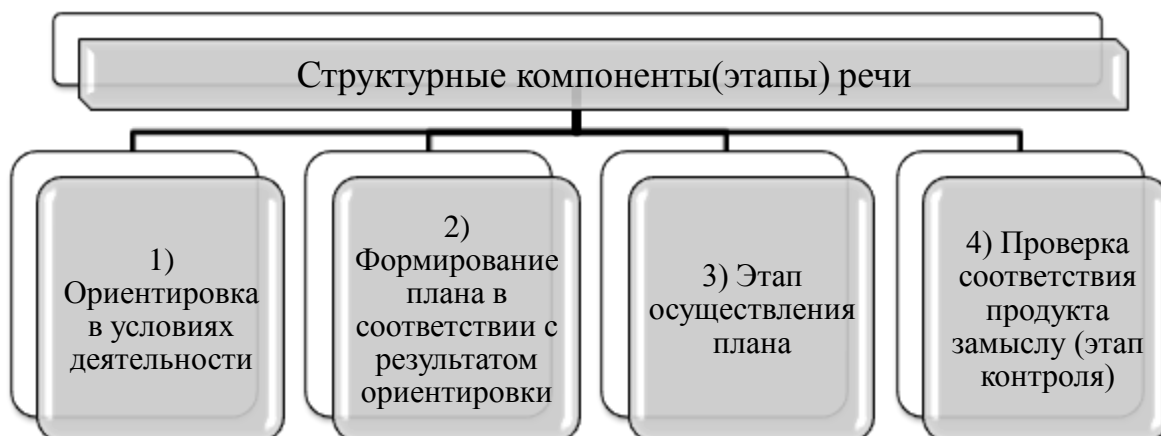 Структурные компоненты(этапы) речи
1)
Ориентировка
в условиях
деятельности
2)
Формирование
плана в
соответствии с
результатом
ориентировки
3) Этап
осуществления
плана
4) Проверка
соответствия
продукта
замыслу (этап
контроля)